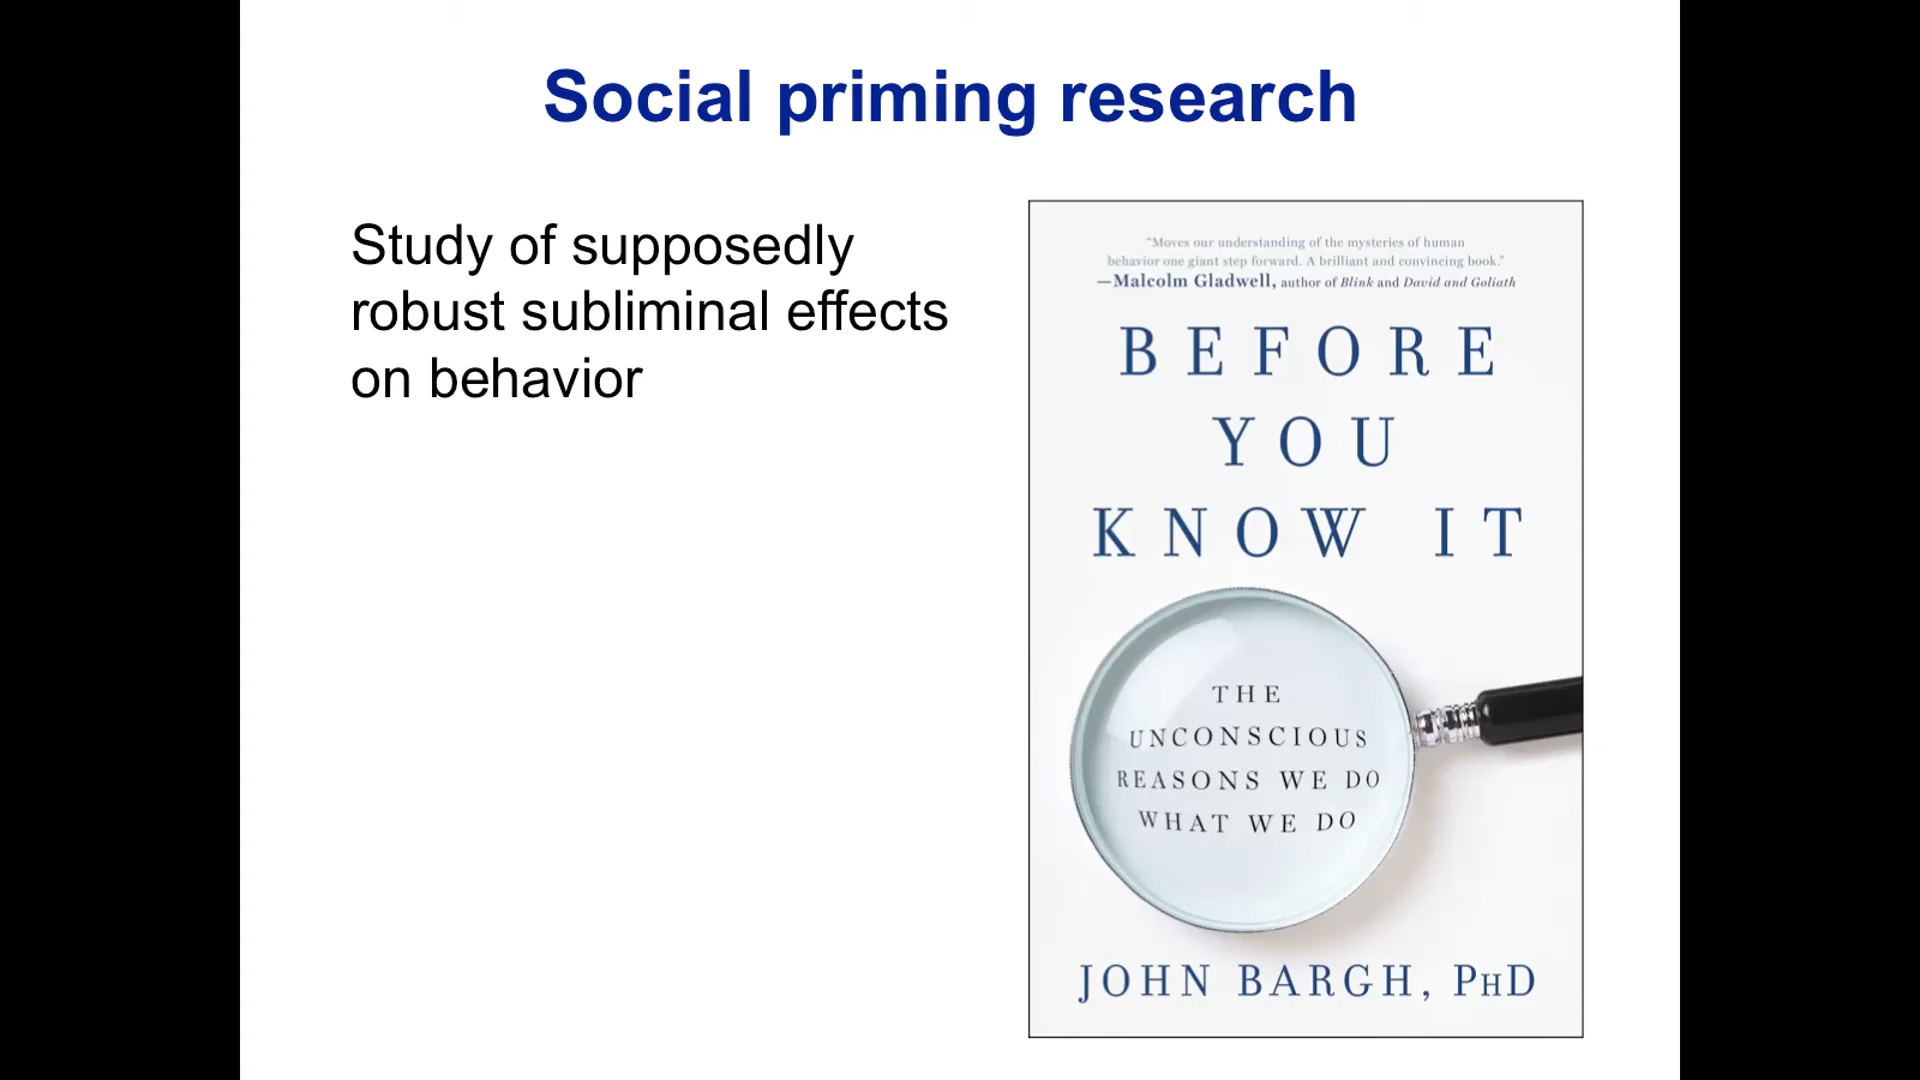 Social priming research
Study of supposedly
robust subliminal effects
on behavior
"Moves our understanding of the mysteries of human
behavior one giant step forward. A brilliant and convincing book."
—Malcolm Gladwell, author of Blink and David and Goliath
BEFORE
YOU
KNOW IT
THE
UNCONSCIOUS
REASONS WE DO
WHAT WE DO
JOHN BARGH, PHD